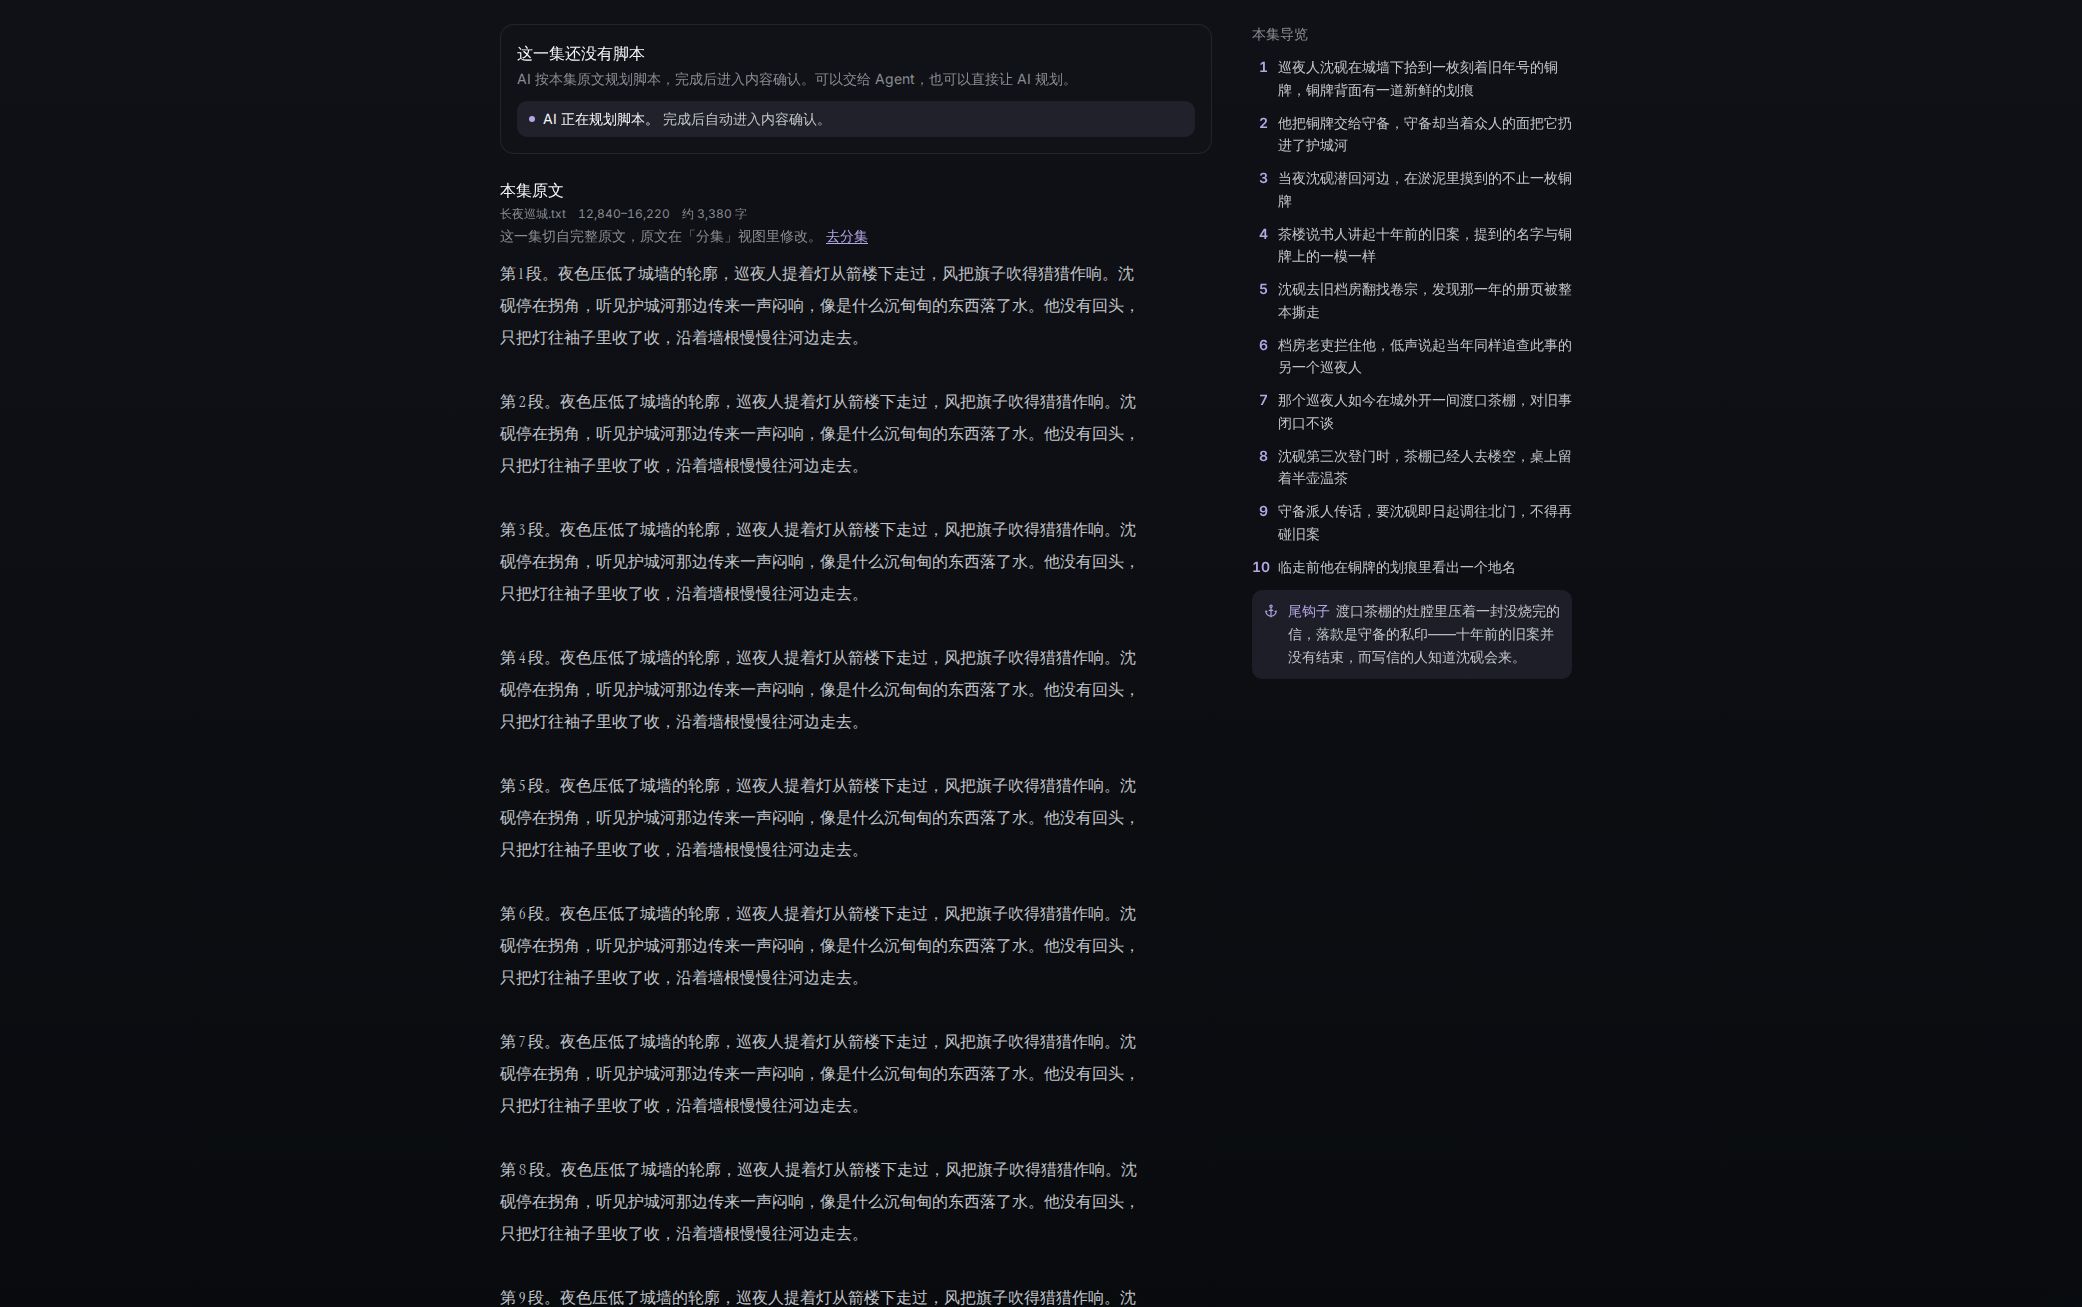 这一集还没有脚本
AI 按本集原文规划脚本，完成后进入内容确认。可以交给 Agent，也可以直接让 AI 规划。
AI 正在规划脚本。 完成后自动进入内容确认。
本集原文
长夜巡城.txt 12,840–16,220 约 3,380 字
这一集切自完整原文，原文在「分集」视图里修改。 去分集
第 1 段。夜色压低了城墙的轮廓，巡夜人提着灯从箭楼下走过，风把旗子吹得猎猎作响。沈
砚停在拐角，听见护城河那边传来一声闷响，像是什么沉甸甸的东西落了水。他没有回头，
只把灯往袖子里收了收，沿着墙根慢慢往河边走去。
第 2 段。夜色压低了城墙的轮廓，巡夜人提着灯从箭楼下走过，风把旗子吹得猎猎作响。沈
砚停在拐角，听见护城河那边传来一声闷响，像是什么沉甸甸的东西落了水。他没有回头，
只把灯往袖子里收了收，沿着墙根慢慢往河边走去。
第 3 段。夜色压低了城墙的轮廓，巡夜人提着灯从箭楼下走过，风把旗子吹得猎猎作响。沈
砚停在拐角，听见护城河那边传来一声闷响，像是什么沉甸甸的东西落了水。他没有回头，
只把灯往袖子里收了收，沿着墙根慢慢往河边走去。
第 4 段。夜色压低了城墙的轮廓，巡夜人提着灯从箭楼下走过，风把旗子吹得猎猎作响。沈
砚停在拐角，听见护城河那边传来一声闷响，像是什么沉甸甸的东西落了水。他没有回头，
只把灯往袖子里收了收，沿着墙根慢慢往河边走去。
第 5 段。夜色压低了城墙的轮廓，巡夜人提着灯从箭楼下走过，风把旗子吹得猎猎作响。沈
砚停在拐角，听见护城河那边传来一声闷响，像是什么沉甸甸的东西落了水。他没有回头，
只把灯往袖子里收了收，沿着墙根慢慢往河边走去。
第 6 段。夜色压低了城墙的轮廓，巡夜人提着灯从箭楼下走过，风把旗子吹得猎猎作响。沈
砚停在拐角，听见护城河那边传来一声闷响，像是什么沉甸甸的东西落了水。他没有回头，
只把灯往袖子里收了收，沿着墙根慢慢往河边走去。
第 7 段。夜色压低了城墙的轮廓，巡夜人提着灯从箭楼下走过，风把旗子吹得猎猎作响。沈
砚停在拐角，听见护城河那边传来一声闷响，像是什么沉甸甸的东西落了水。他没有回头，
只把灯往袖子里收了收，沿着墙根慢慢往河边走去。
第 8 段。夜色压低了城墙的轮廓，巡夜人提着灯从箭楼下走过，风把旗子吹得猎猎作响。沈
砚停在拐角，听见护城河那边传来一声闷响，像是什么沉甸甸的东西落了水。他没有回头，
只把灯往袖子里收了收，沿着墙根慢慢往河边走去。
第 9 段。夜色压低了城墙的轮廓，巡夜人提着灯从箭楼下走过，风把旗子吹得猎猎作响。沈
本集导览
1 巡夜人沈砚在城墙下拾到一枚刻着旧年号的铜
牌，铜牌背面有一道新鲜的划痕
2 他把铜牌交给守备，守备却当着众人的面把它扔
进了护城河
3 当夜沈砚潜回河边，在淤泥里摸到的不止一枚铜
牌
4 茶楼说书人讲起十年前的旧案，提到的名字与铜
牌上的一模一样
5 沈砚去旧档房翻找卷宗，发现那一年的册页被整
本撕走
6 档房老吏拦住他，低声说起当年同样追查此事的
另一个巡夜人
7 那个巡夜人如今在城外开一间渡口茶棚，对旧事
闭口不谈
8 沈砚第三次登门时，茶棚已经人去楼空，桌上留
着半壶温茶
9 守备派人传话，要沈砚即日起调往北门，不得再
碰旧案
10 临走前他在铜牌的划痕里看出一个地名
尾钩子 渡口茶棚的灶膛里压着一封没烧完的
信，落款是守备的私印——十年前的旧案并
没有结束，而写信的人知道沈砚会来。